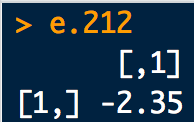 > e.212
[,1]
[1,] -2.35